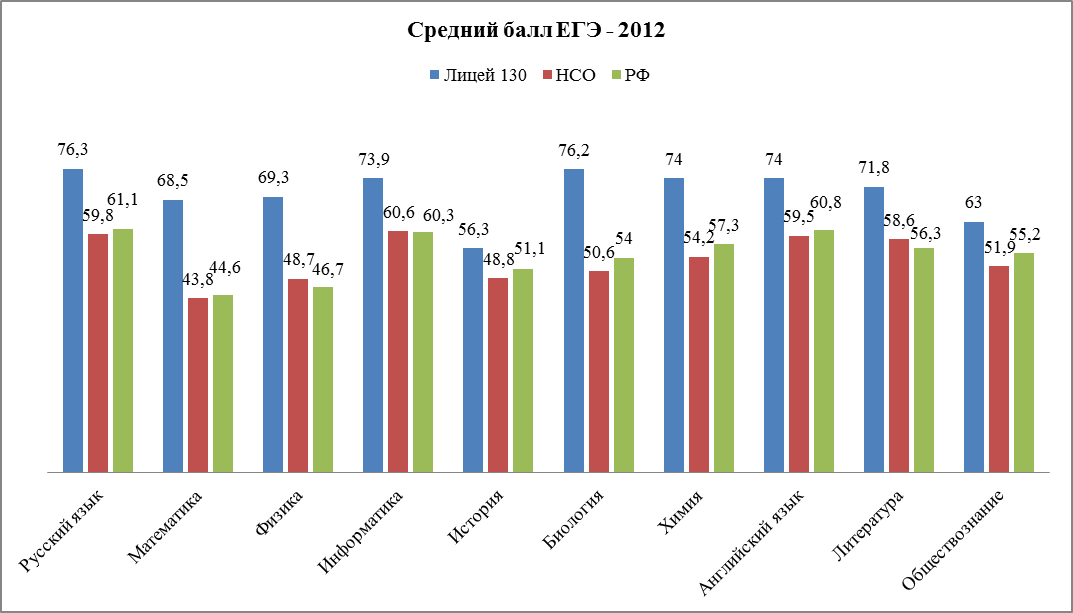 Средний балл ЕГЭ - 2012
Лицей 130 НСО РФ
76,3 59,8 61,1
68,5 43,8 44,6
69,3 48,7 46,7
73,9 60,6 60,3
56,3 48,8 51,1
76,2 50,6 54
74 54,2 57,3
74 59,5 60,8
71,8 58,6 56,3
63 51,9 55,2
Русский язык
Математика
Физика
Информатика
История
Биология
Химия
Английский язык
Литература
Обществознание